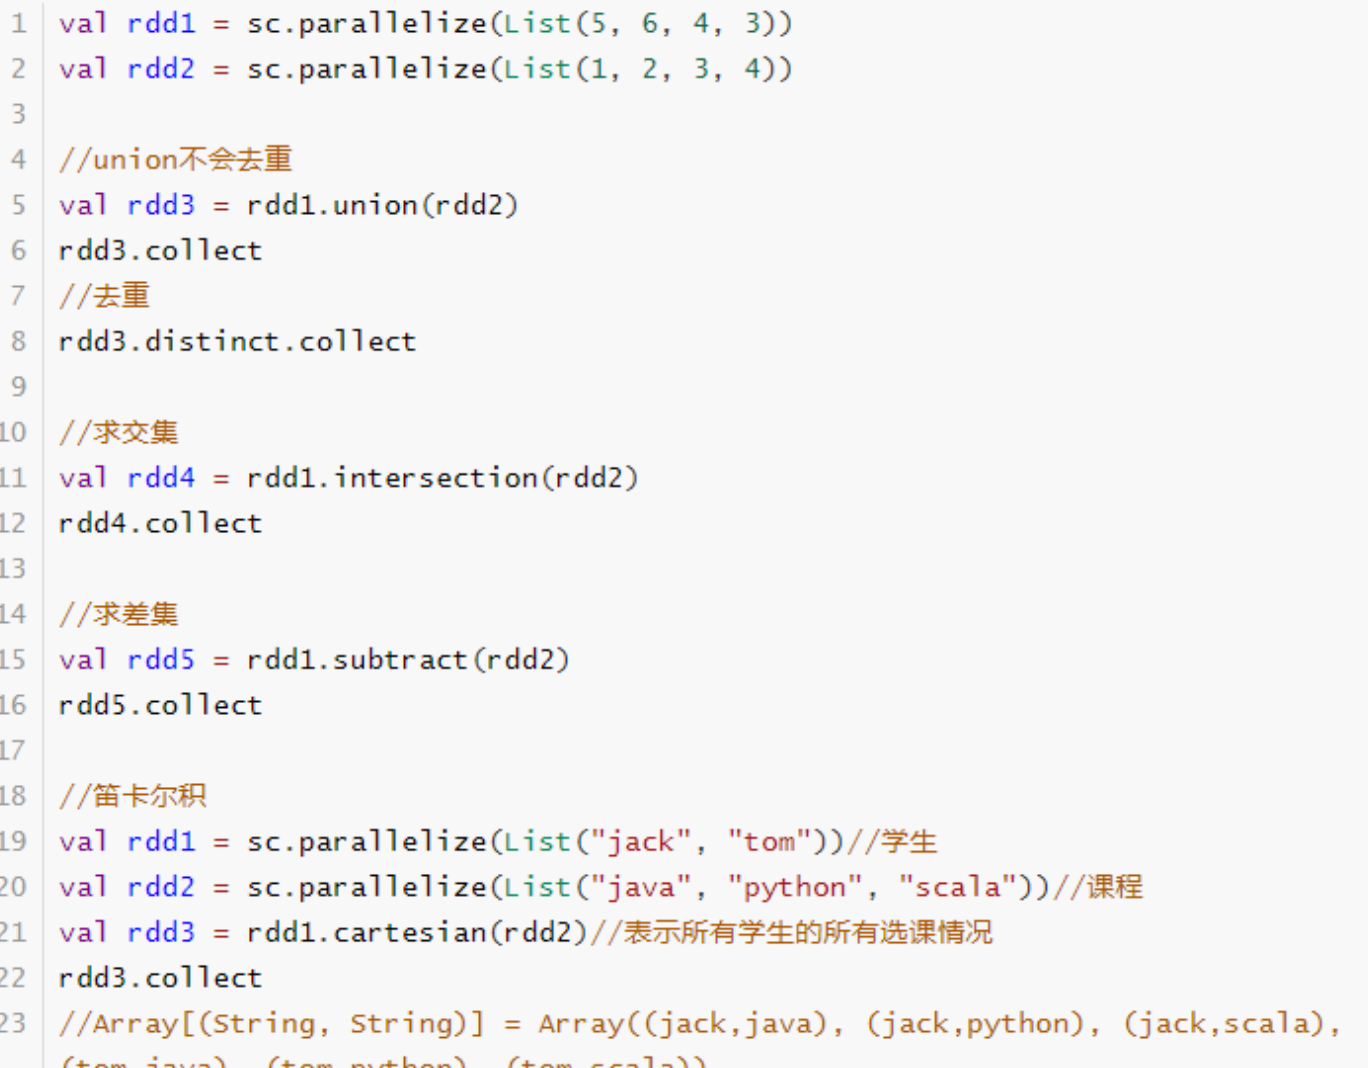 1 val rdd1 = sc.parallelize(List(5, 6, 4, 3))
2 val rdd2 = sc.parallelize(List(1, 2, 3, 4))
3
4 //union不会去重
5 val rdd3 = rdd1.union(rdd2)
6 rdd3.collect
7 //去重
8 rdd3.distinct.collect
9
10 //求交集
11 val rdd4 = rdd1.intersection(rdd2)
12 rdd4.collect
13
14 //求差集
15 val rdd5 = rdd1.subtract(rdd2)
16 rdd5.collect
17
18 //笛卡尔积
19 val rdd1 = sc.parallelize(List("jack", "tom"))//学生
20 val rdd2 = sc.parallelize(List("java", "python", "scala"))//课程
21 val rdd3 = rdd1.cartesian(rdd2)//表示所有学生的所有选课情况
22 rdd3.collect
23 //Array[(String, String)] = Array((jack,java), (jack,python), (jack,scala),
(tom,java), (tom,python), (tom,scala))